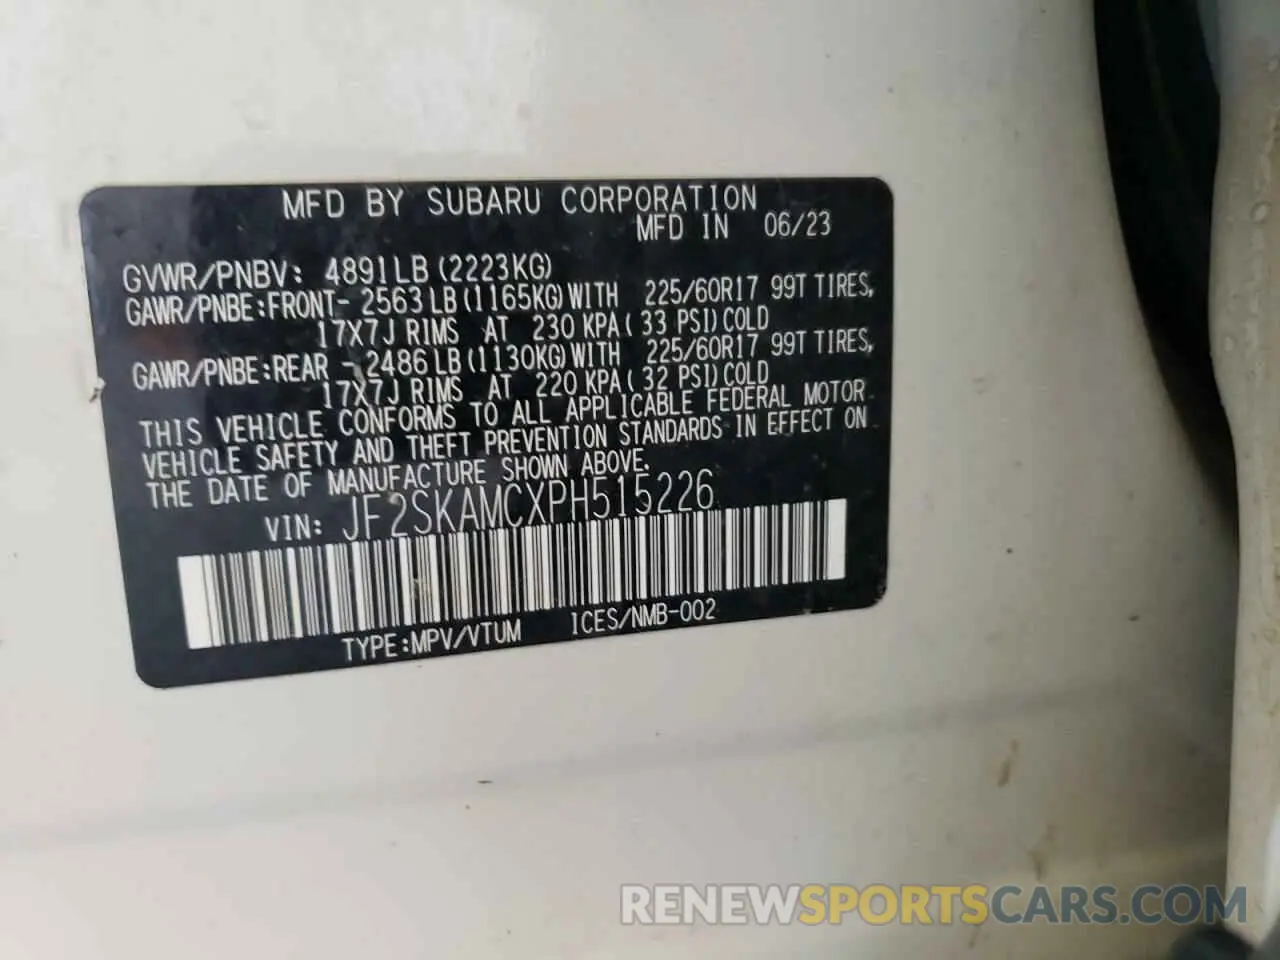 MFD BY SUBARU CORPORATION
MFD IN 06/23
GVWR/PNBV: 4891LB (2223KG)
GAWR/PNBE:FRONT- 2563 LB (1165KG) WITH 225/60R17 99T TIRES,
17X7J RIMS AT 230 KPA ( 33 PSI) COLD
GAWR/PNBE:REAR - 2486 LB (1130KG) WITH 225/60R17 99T TIRES,
17X7J RIMS AT 220 KPA ( 32 PSI) COLD
THIS VEHICLE CONFORMS TO ALL APPLICABLE FEDERAL MOTOR
VEHICLE SAFETY AND THEFT PREVENTION STANDARDS IN EFFECT ON
THE DATE OF MANUFACTURE SHOWN ABOVE.
VIN: JF2SKAMCXPH515226
TYPE:MPV/VTUM ICES/NMB-002
RENEWSPORTSCARS.COM